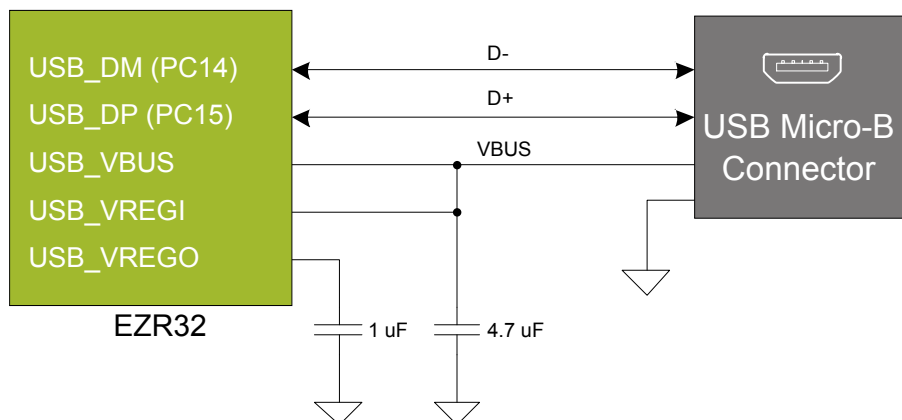 USB_DM (PC14)
USB_DP (PC15)
USB_VBUS
USB_VREGI
USB_VREGO
EZR32
D-
D+
VBUS
USB Micro-B
Connector
1 uF
4.7 uF